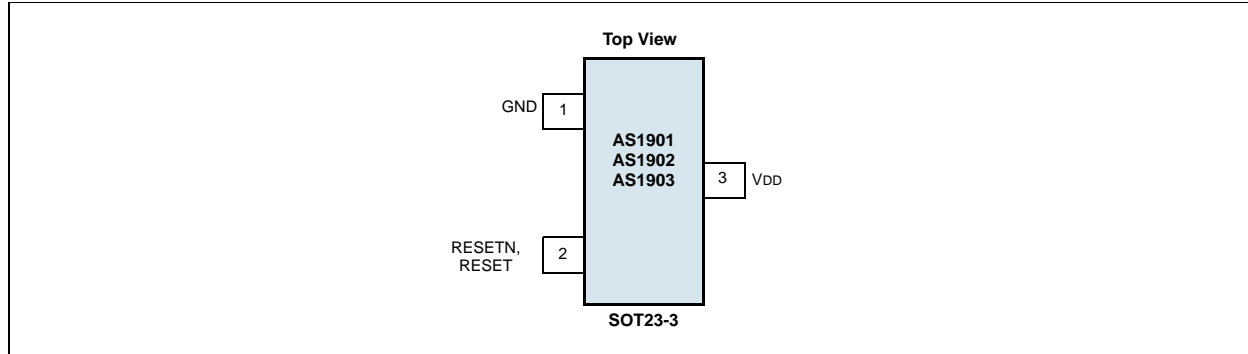 Top View
GND
1
AS1901
AS1902
AS1903
3
VDD
RESETN,
RESET
2
SOT23-3